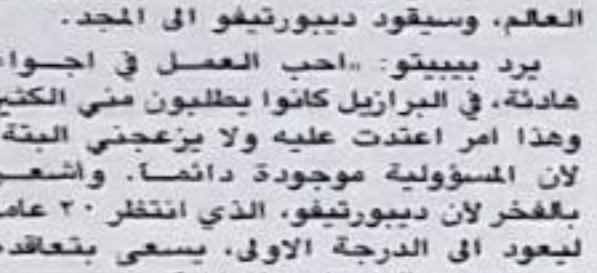 العالم، وسيقود ديبورتيفو الى المجد.
يرد بيبيتو: „احب العمل في اجواء
هادئة، في البرازيل كانوا يطلبون مني الكثير
وهذا امر اعتدت عليه ولا يزعجني البتة
لان المسؤولية موجودة دائمـاً. وأشعـر
بالفخر لان ديبورتيفو، الذي انتظر ٢٠ عاما
ليعود الى الدرجة الاولى، يسعى بتعاقده